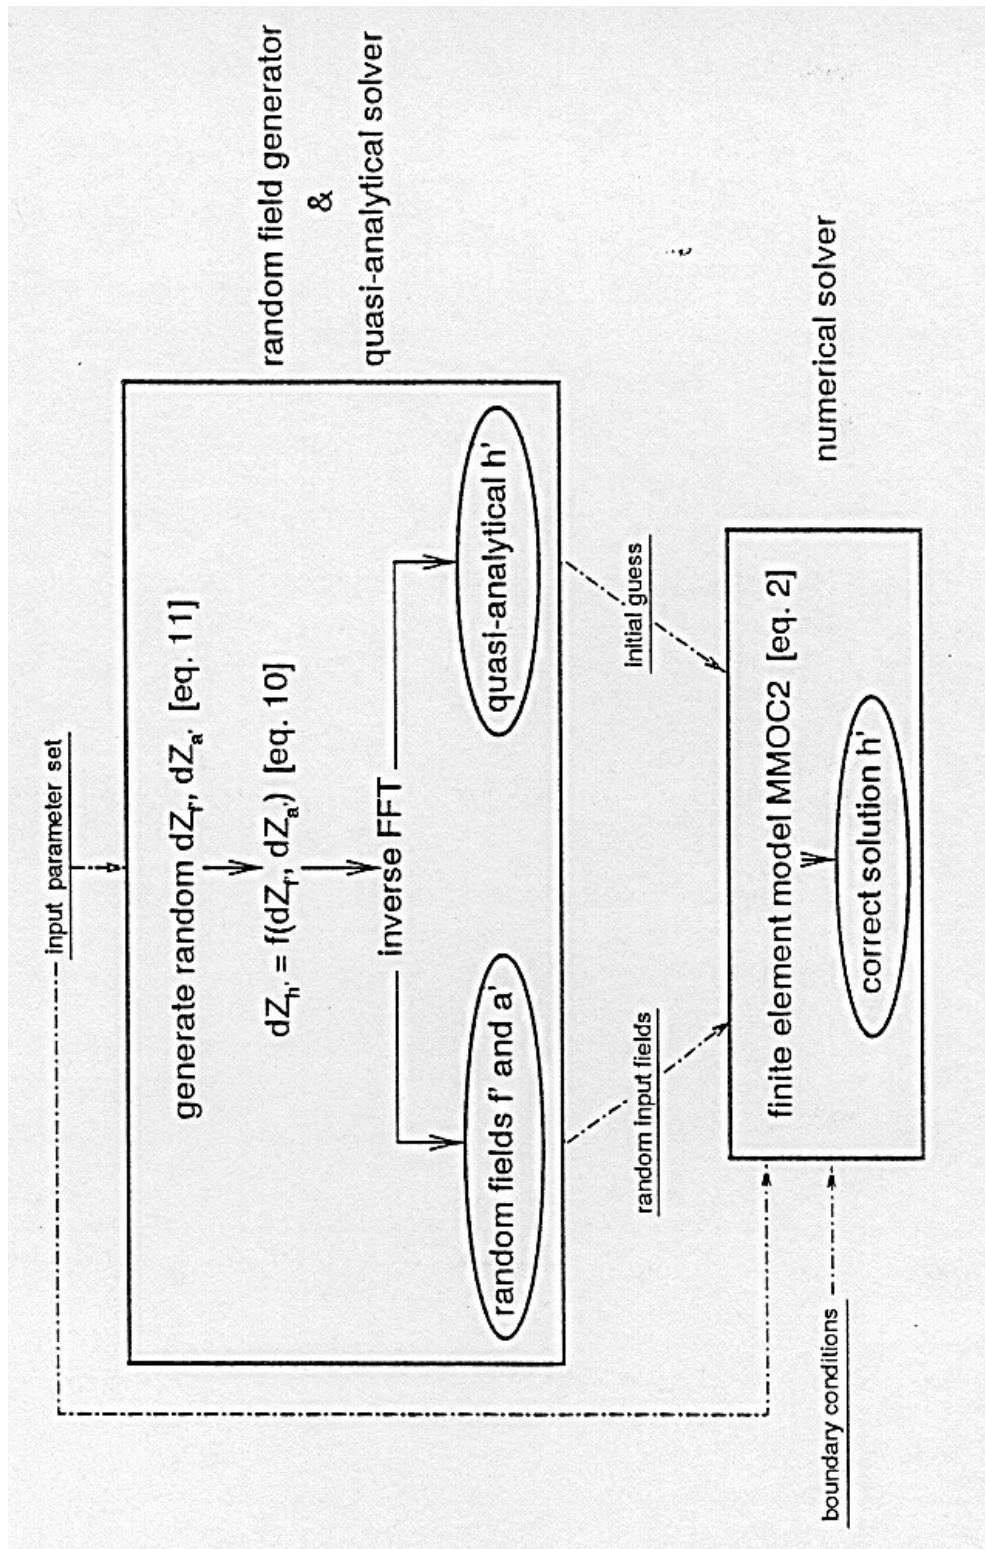 input parameter set
generate random dZf', dZa' [eq. 11]
dZh' = f(dZf', dZa') [eq. 10]
inverse FFT
random fields f' and a'
quasi-analytical h'
random field generator
&
quasi-analytical solver
random input fields
Initial guess
boundary conditions
finite element model MMOC2 [eq. 2]
correct solution h'
numerical solver